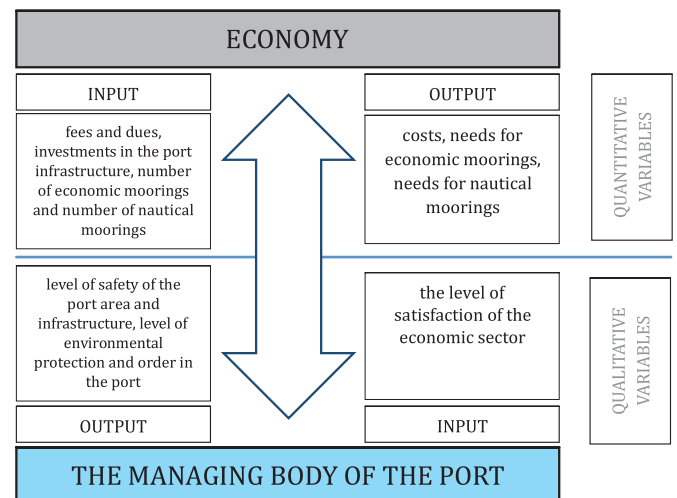 ECONOMY
INPUT
fees and dues,
investments in the port
infrastructure, number
of economic moorings
and number of nautical
moorings
OUTPUT
costs, needs for
economic moorings,
needs for nautical
moorings
QUANTITATIVE
VARIABLES
level of safety of the
port area and
infrastructure, level of
environmental
protection and order in
the port
OUTPUT
the level of
satisfaction of the
economic sector
INPUT
QUALITATIVE
VARIABLES
THE MANAGING BODY OF THE PORT